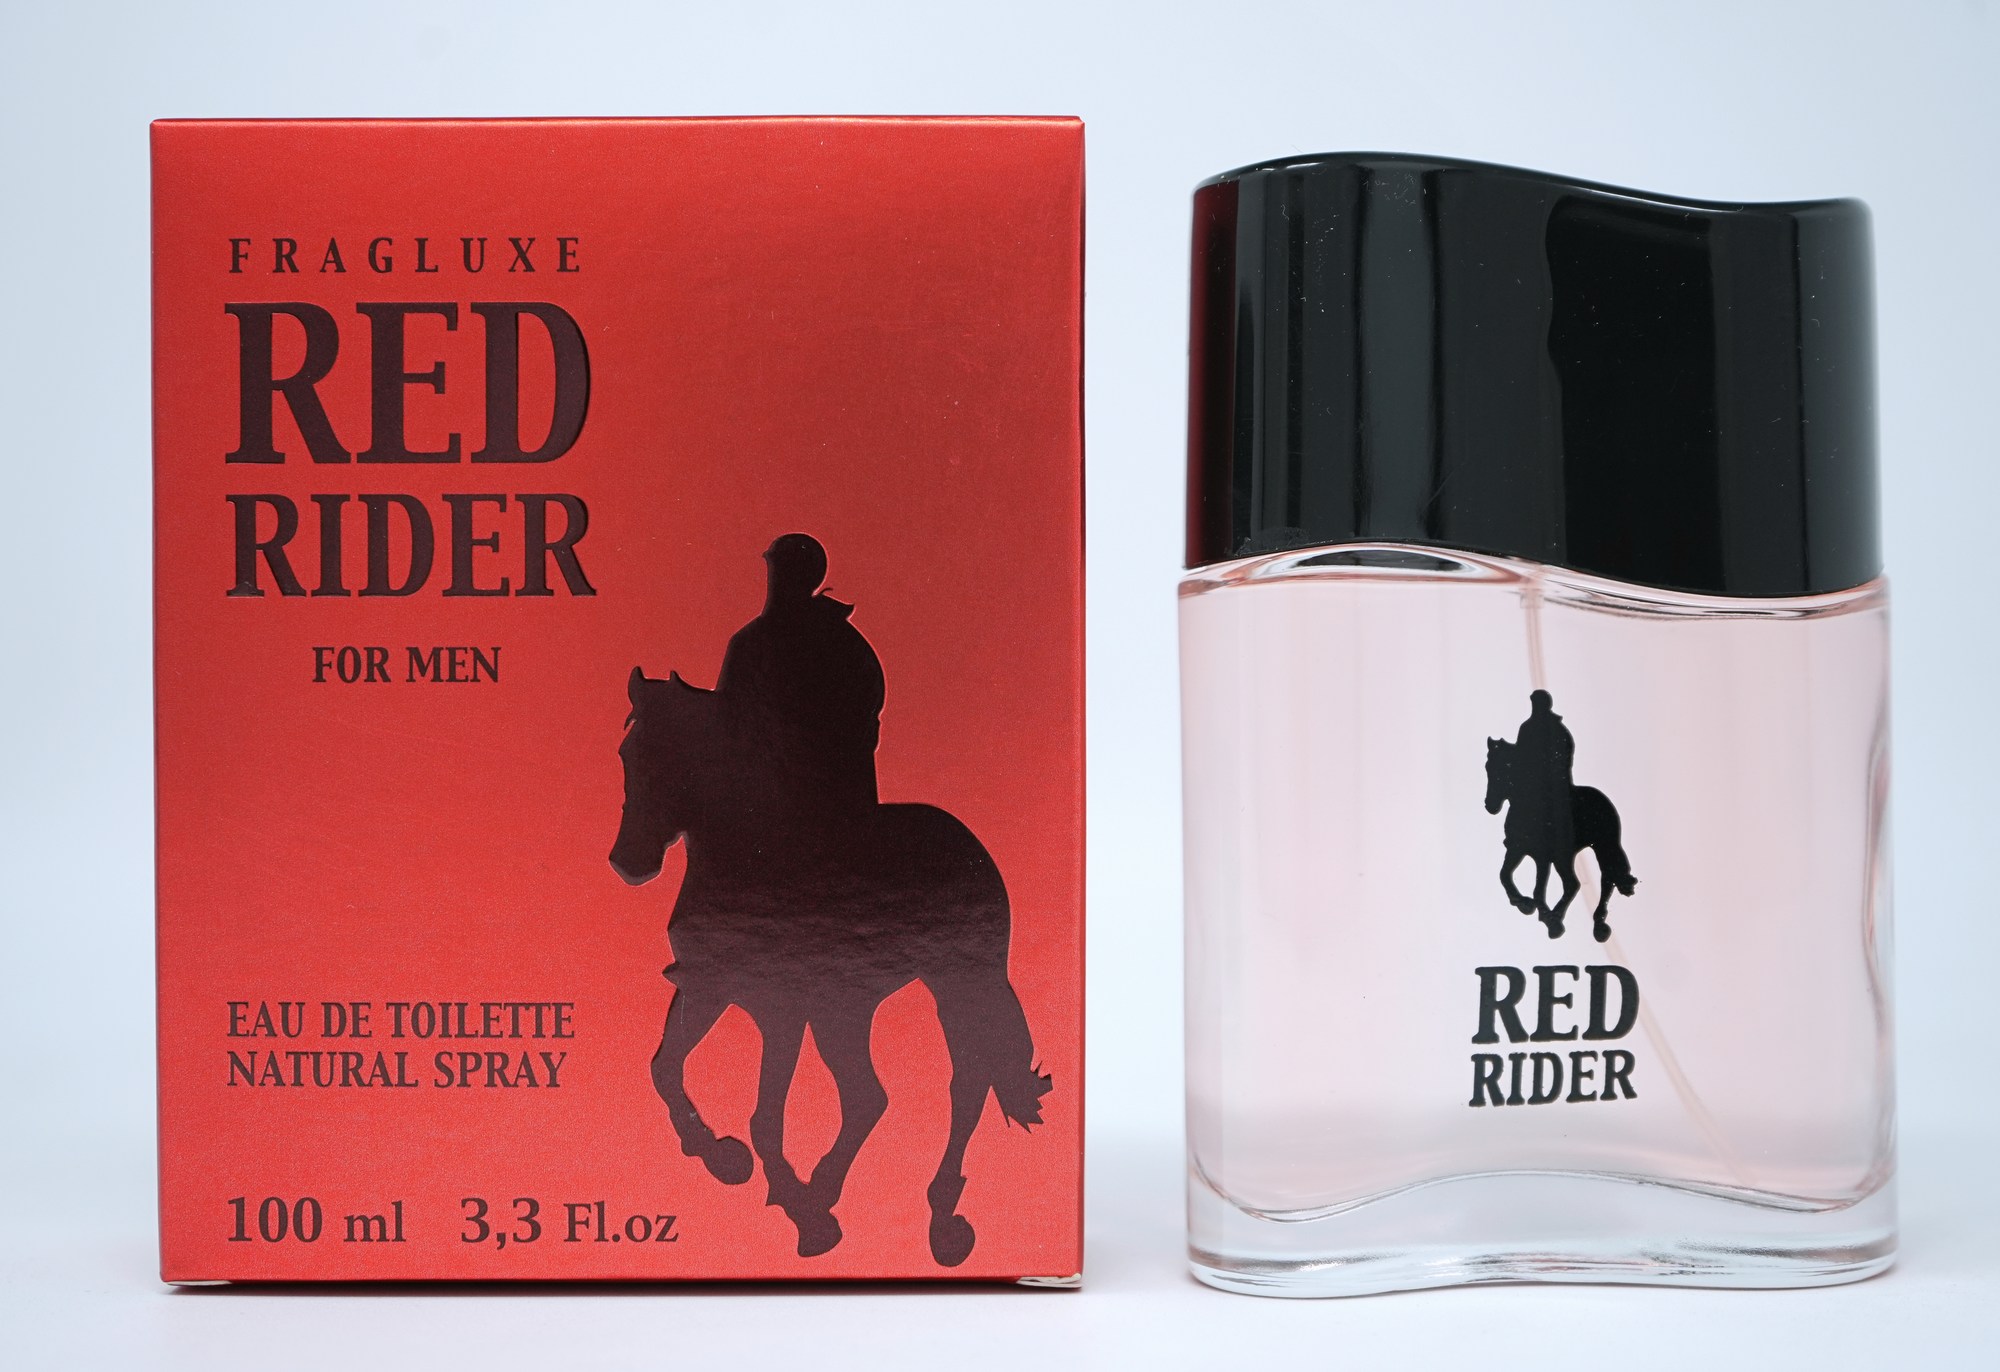 FRAGLUXE
RED
RIDER
FOR MEN
EAU DE TOILETTE
NATURAL SPRAY
100 ml 3,3 Fl.oz
RED
RIDER